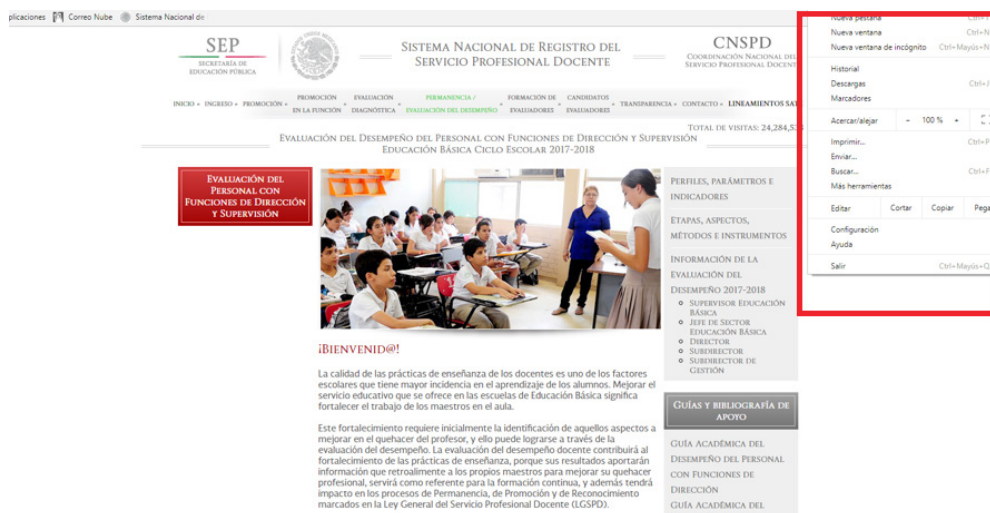 plicaciones Correo Nube Sistema Nacional de
SEP
SECRETARÍA DE
EDUCACIÓN PÚBLICA
SISTEMA NACIONAL DE REGISTRO DEL
SERVICIO PROFESIONAL DOCENTE
CNSPD
COORDINACIÓN NACIONAL DEL
SERVICIO PROFESIONAL DOCENT
INICIO » INGRESO » PROMOCIÓN » PROMOCIÓN EN LA FUNCIÓN » EVALUACIÓN DIAGNÓSTICA » PERMANENCIA / EVALUACIÓN DEL DESEMPEÑO » FORMACIÓN DE EVALUADORES » CANDIDATOS EVALUADORES » TRANSPARENCIA » CONTACTO » LINEAMIENTOS SAT
TOTAL DE VISITAS: 24,284,5
EVALUACIÓN DEL DESEMPEÑO DEL PERSONAL CON FUNCIONES DE DIRECCIÓN Y SUPERVISIÓN
EDUCACIÓN BÁSICA CICLO ESCOLAR 2017-2018
EVALUACIÓN DEL
PERSONAL CON
FUNCIONES DE DIRECCIÓN
Y SUPERVISIÓN
PERFILES, PARÁMETROS E
INDICADORES
ETAPAS, ASPECTOS,
MÉTODOS E INSTRUMENTOS
INFORMACIÓN DE LA
EVALUACIÓN DEL
DESEMPEÑO 2017-2018
SUPERVISOR EDUCACIÓN
BÁSICA
JEFE DE SECTOR
EDUCACIÓN BÁSICA
DIRECTOR
SUBDIRECTOR
SUBDIRECTOR DE
GESTIÓN
GUÍAS Y BIBLIOGRAFÍA DE
APOYO
GUÍA ACADÉMICA DEL
DESEMPEÑO DEL PERSONAL
CON FUNCIONES DE
DIRECCIÓN
GUÍA ACADÉMICA DEL
¡BIENVENID@!
La calidad de las prácticas de enseñanza de los docentes es uno de los factores
escolares que tiene mayor incidencia en el aprendizaje de los alumnos. Mejorar el
servicio educativo que se ofrece en las escuelas de Educación Básica significa
fortalecer el trabajo de los maestros en el aula.
Este fortalecimiento requiere inicialmente la identificación de aquellos aspectos a
mejorar en el quehacer del profesor, y ello puede lograrse a través de la
evaluación del desempeño. La evaluación del desempeño docente contribuirá al
fortalecimiento de las prácticas de enseñanza, porque sus resultados aportarán
información que retroalimente a los propios maestros para mejorar su quehacer
profesional, servirá como referente para la formación continua, y además tendrá
impacto en los procesos de Permanencia, de Promoción y de Reconocimiento
marcados en la Ley General del Servicio Profesional Docente (LGSPD).
Nueva pestaña Ctrl+T
Nueva ventana Ctrl+N
Nueva ventana de incógnito Ctrl+Mayús+N
Historial
Descargas Ctrl+J
Marcadores
Acercar/alejar - 100 % +
Imprimir... Ctrl+P
Enviar...
Buscar... Ctrl+F
Más herramientas
Editar Cortar Copiar Pega
Configuración
Ayuda
Salir Ctrl+Mayús+Q